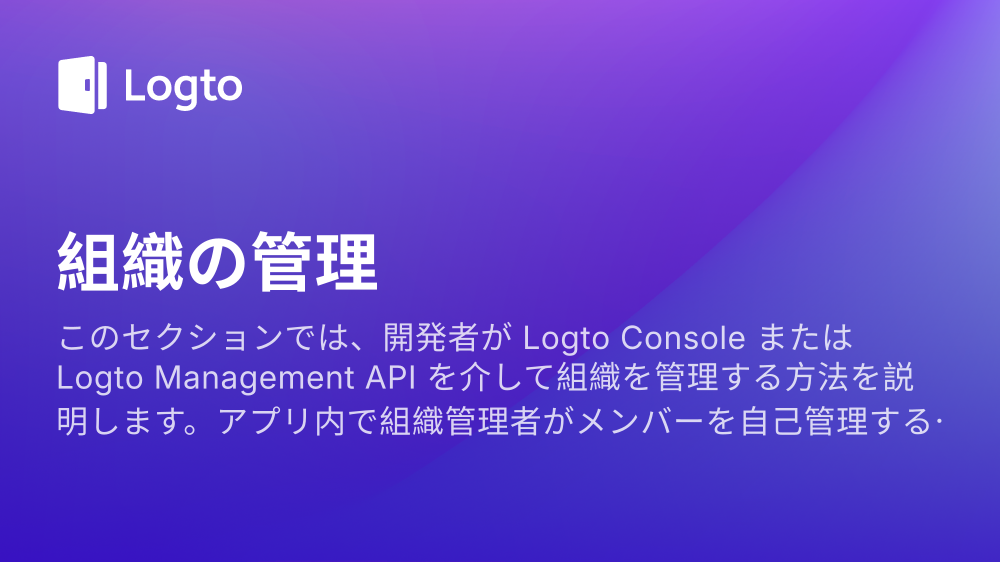 Logto
組織の管理
このセクションでは、開発者が Logto Console または
Logto Management API を介して組織を管理する方法を説
明します。アプリ内で組織管理者がメンバーを自己管理する·